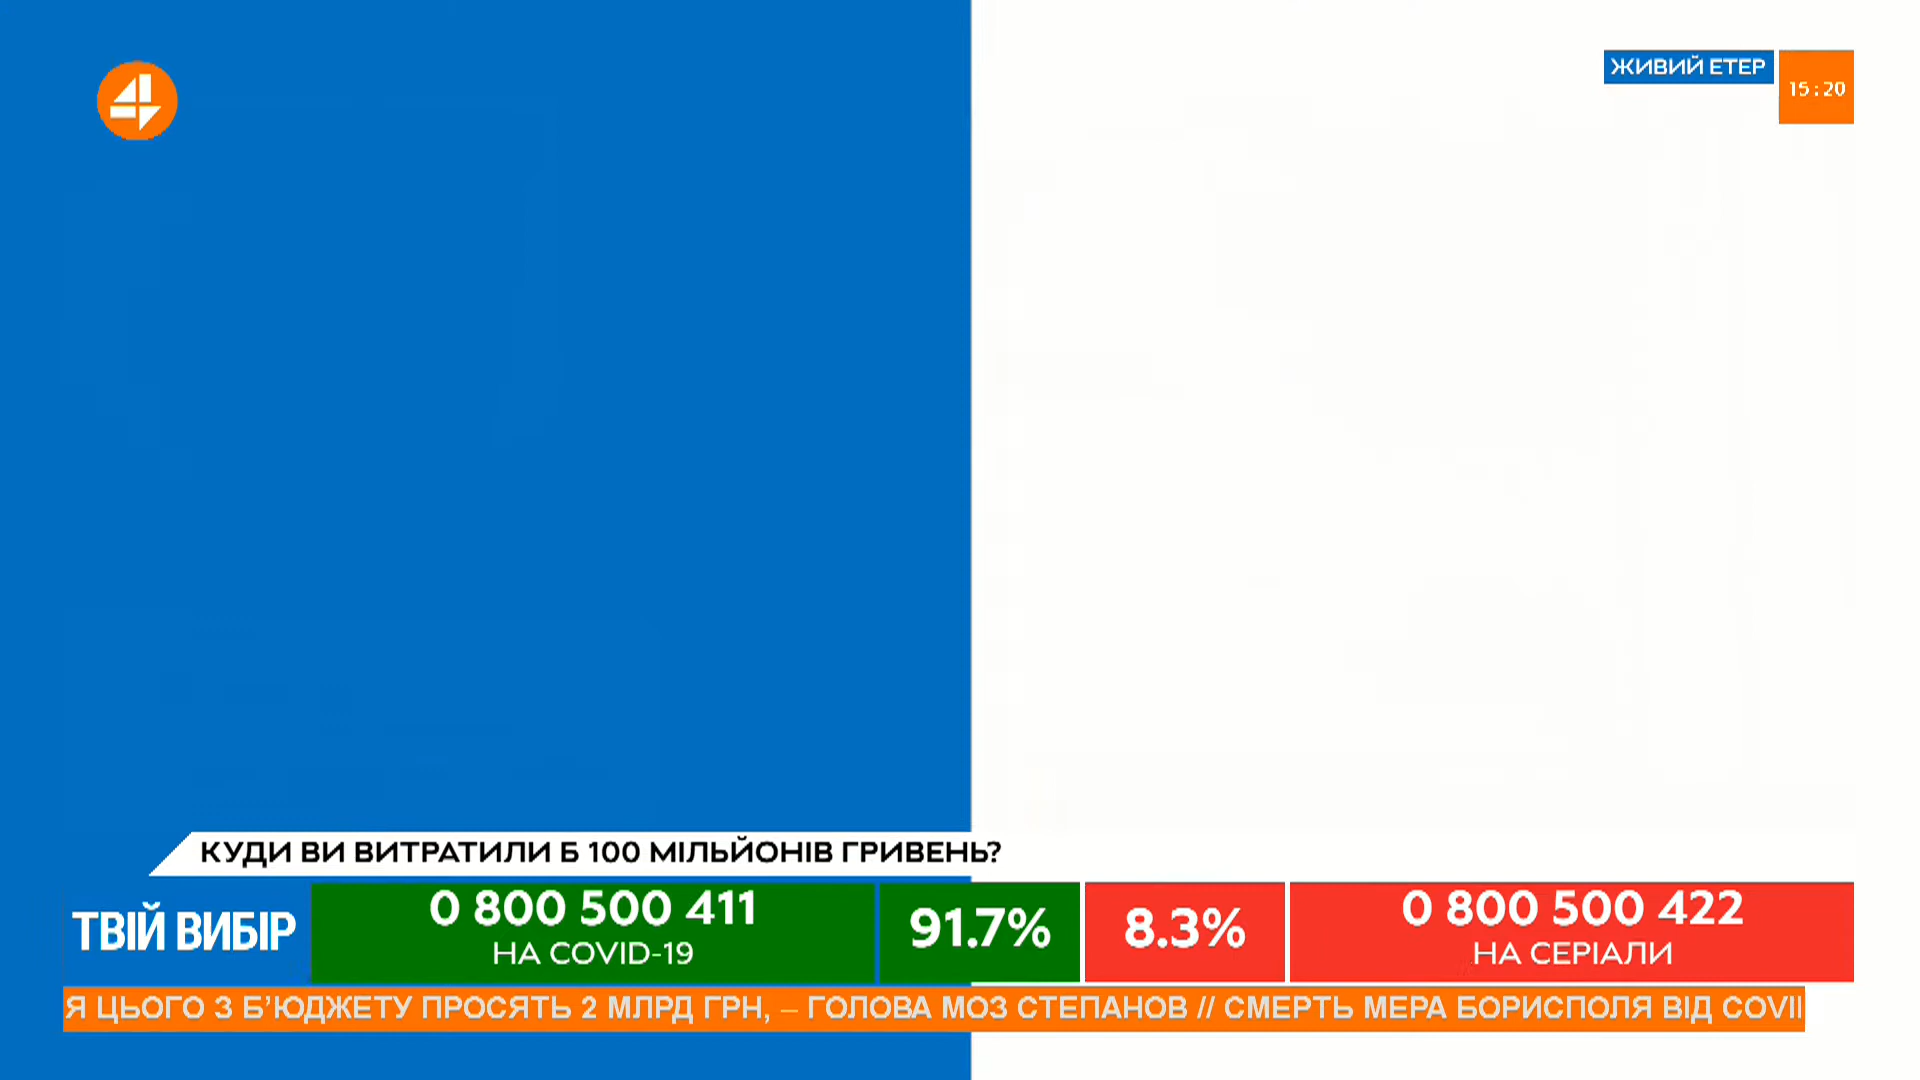 ЖИВИЙ ЕТЕР
15:20
КУДИ ВИ ВИТРАТИЛИ Б 100 МІЛЬЙОНІВ ГРИВЕНЬ?
ТВІЙ ВИБІР
0 800 500 411
НА COVID-19
91.7%
8.3%
0 800 500 422
НА СЕРІАЛИ
Я ЦЬОГО З Б’ЮДЖЕТУ ПРОСЯТЬ 2 МЛРД ГРН, – ГОЛОВА МОЗ СТЕПАНОВ // СМЕРТЬ МЕРА БОРИСПОЛЯ ВІД